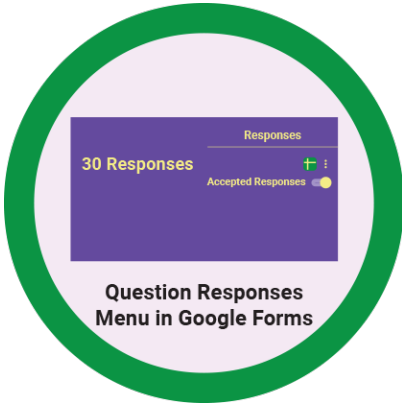 Responses
30 Responses
Accepted Responses
Question Responses
Menu in Google Forms